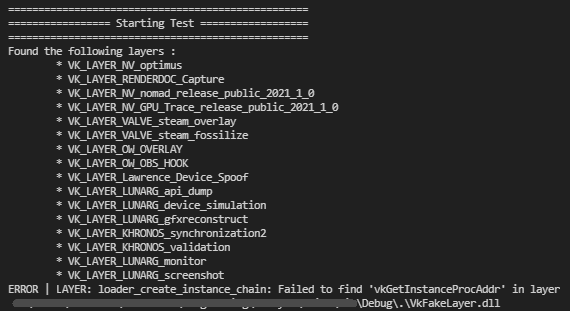 ==================================================
================= Starting Test ==================
==================================================
Found the following layers :
* VK_LAYER_NV_optimus
* VK_LAYER_RENDERDOC_Capture
* VK_LAYER_NV_nomad_release_public_2021_1_0
* VK_LAYER_NV_GPU_Trace_release_public_2021_1_0
* VK_LAYER_VALVE_steam_overlay
* VK_LAYER_VALVE_steam_fossilize
* VK_LAYER_OW_OVERLAY
* VK_LAYER_OW_OBS_HOOK
* VK_LAYER_Lawrence_Device_Spoof
* VK_LAYER_LUNARG_api_dump
* VK_LAYER_LUNARG_device_simulation
* VK_LAYER_LUNARG_gfxreconstruct
* VK_LAYER_KHRONOS_synchronization2
* VK_LAYER_KHRONOS_validation
* VK_LAYER_LUNARG_monitor
* VK_LAYER_LUNARG_screenshot
ERROR | LAYER: loader_create_instance_chain: Failed to find 'vkGetInstanceProcAddr' in layer
\Debug\.\VkFakeLayer.dll